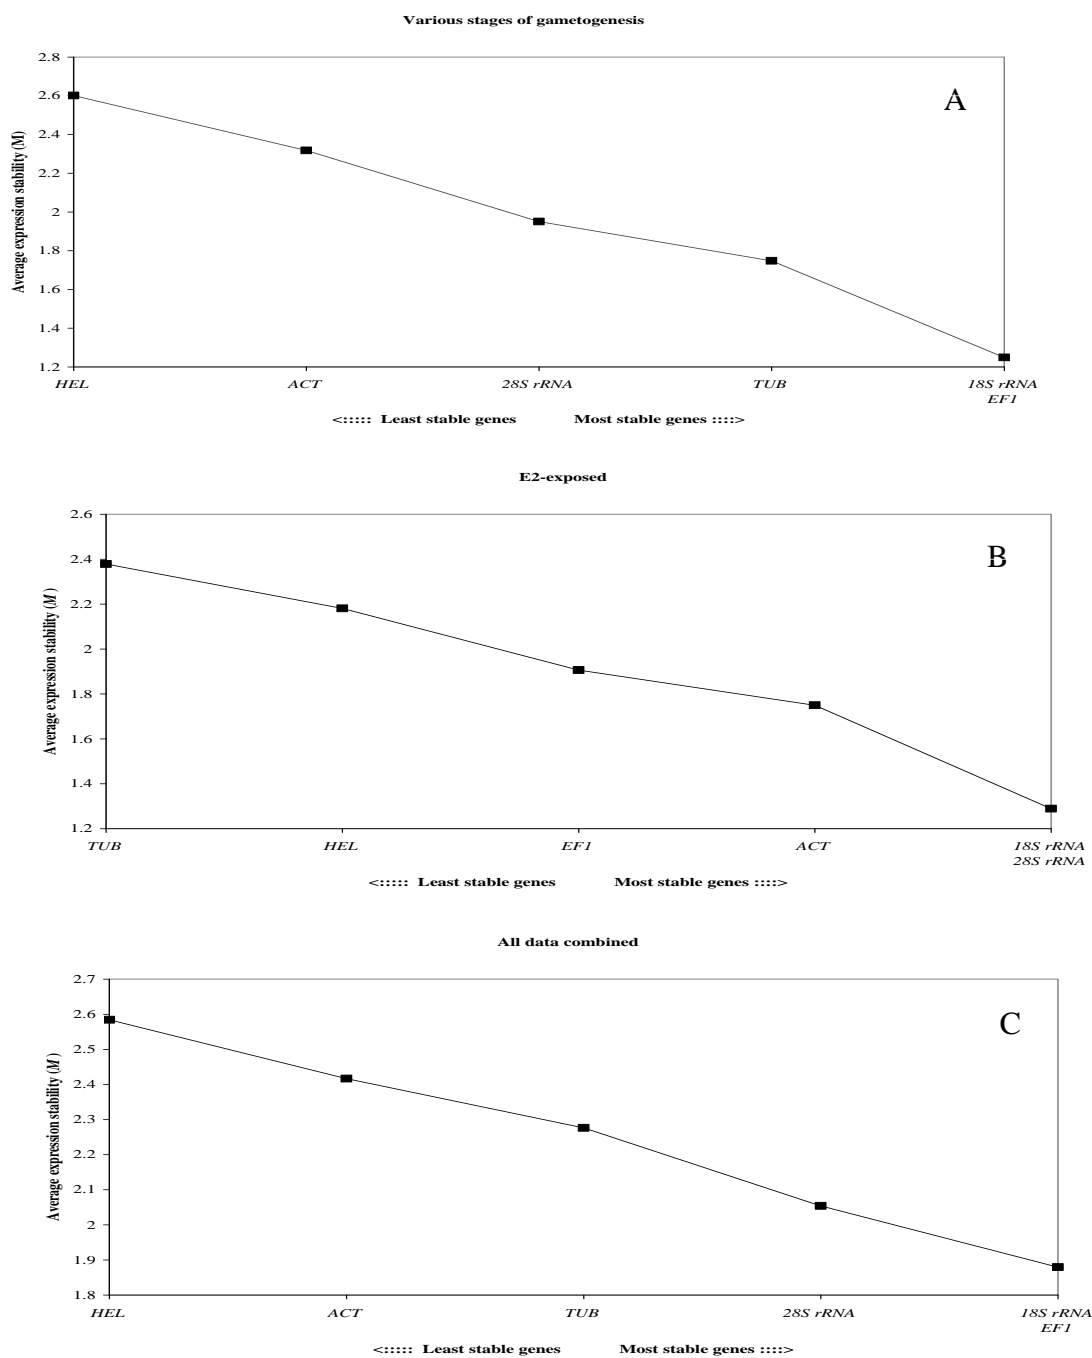 Various stages of gametogenesis
A
Average expression stability (M)
2.8
2.6
2.4
2.2
2
1.8
1.6
1.4
1.2
HEL ACT 28S rRNA TUB 18S rRNA
EF1
<::::: Least stable genes Most stable genes ::::>
E2-exposed
B
Average expression stability (M)
2.6
2.4
2.2
2
1.8
1.6
1.4
1.2
TUB HEL EF1 ACT 18S rRNA
28S rRNA
<::::: Least stable genes Most stable genes ::::>
All data combined
C
Average expression stability (M)
2.7
2.6
2.5
2.4
2.3
2.2
2.1
2
1.9
1.8
HEL ACT TUB 28S rRNA 18S rRNA
EF1
<::::: Least stable genes Most stable genes ::::>